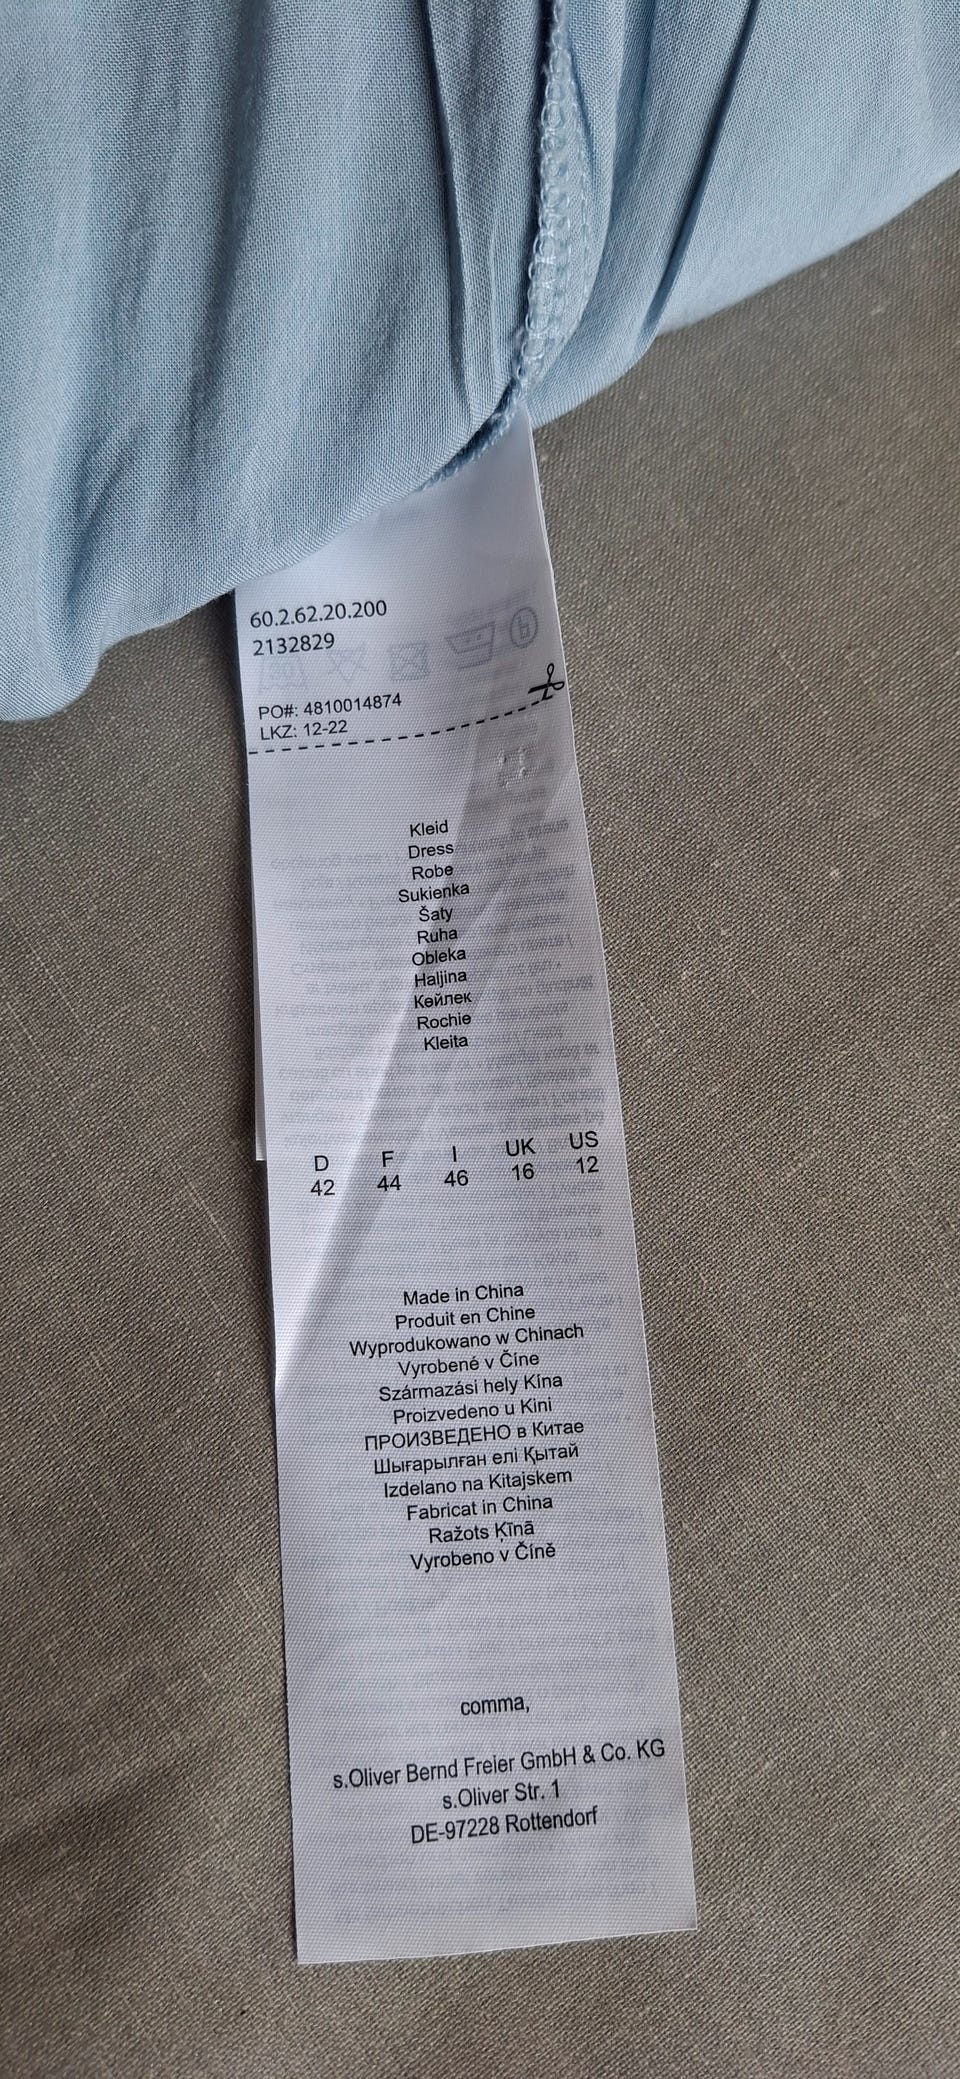 60.2.62.20.200
2132829
PO#: 4810014874
LKZ: 12-22
Kleid
Dress
Robe
Sukienka
Šaty
Ruha
Obleka
Haljina
Көйлек
Rochie
Kleita
D F I UK US
42 44 46 16 12
Made in China
Produit en Chine
Wyprodukowano w Chinach
Vyrobené v Číne
Származási hely Kína
Proizvedeno u Kini
ПРОИЗВЕДЕНО в Китае
Шығарылған елі Қытай
Izdelano na Kitajskem
Fabricat in China
Ražots Ķīnā
Vyrobeno v Číně
comma,
s.Oliver Bernd Freier GmbH & Co. KG
s.Oliver Str. 1
DE-97228 Rottendorf